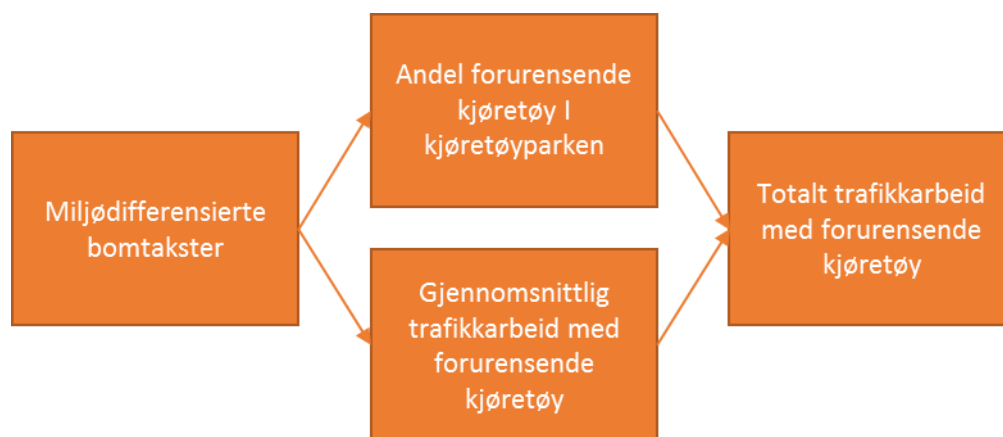 Miljødifferensierte
bomtakster
Andel forurensende
kjøretøy I
kjøretøyparken
Gjennomsnittlig
trafikkarbeid med
forurensende
kjøretøy
Totalt trafikkarbeid
med forurensende
kjøretøy